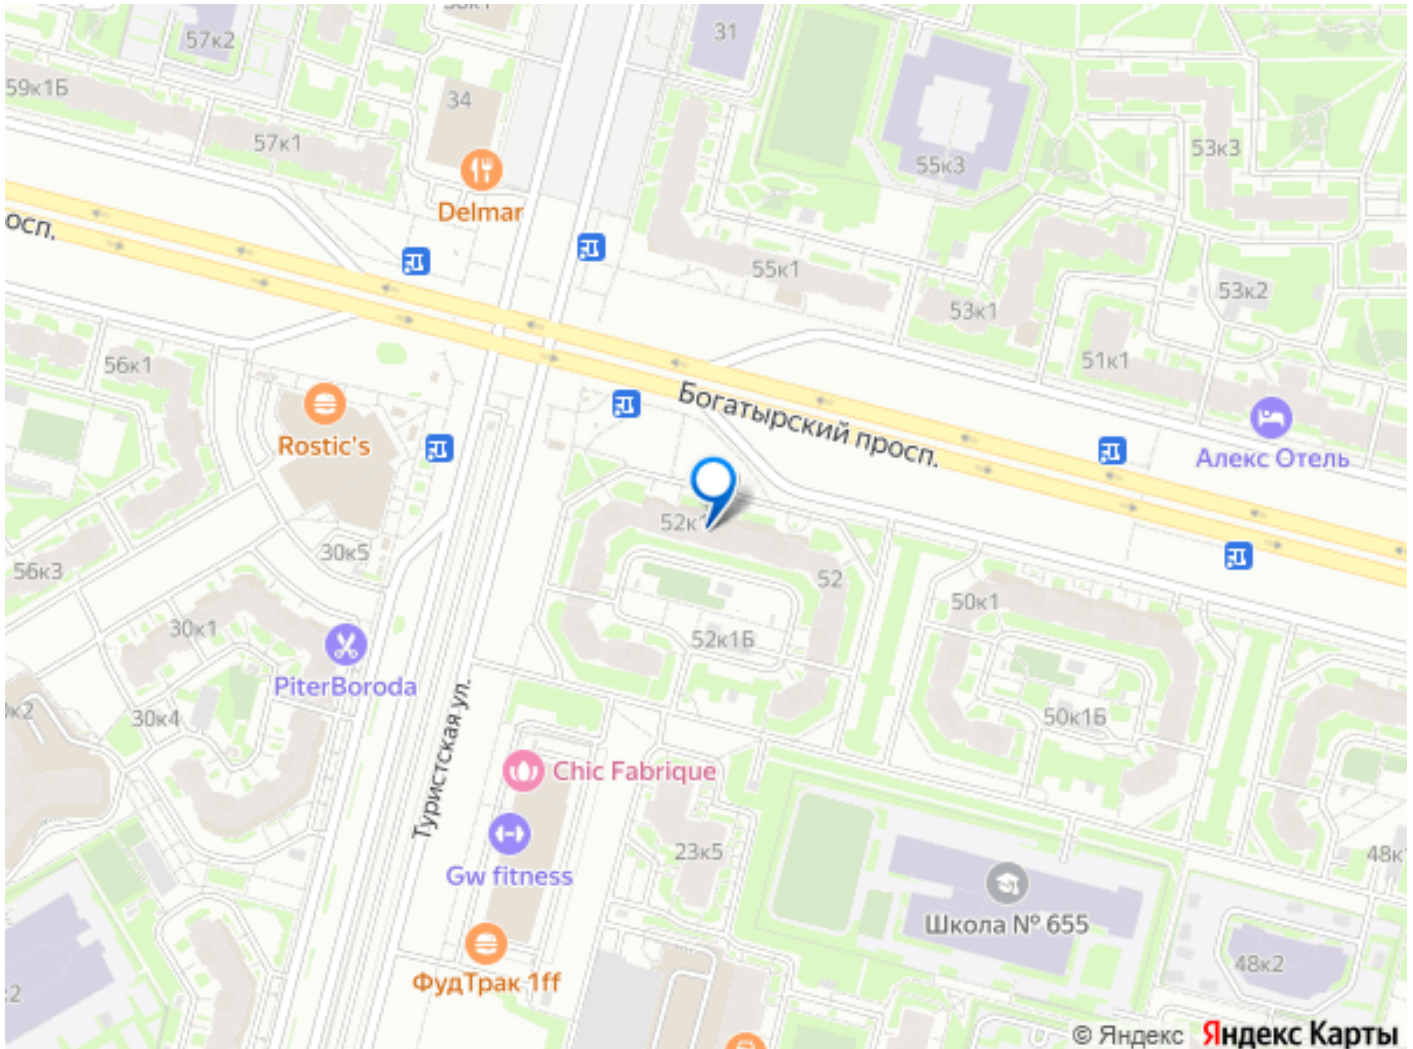 57к2
31
59к1Б
34
57к1
55к3
53к3
Delmar
осп.
55к1
53к2
53к1
56к1
51к1
Богатырский просп.
Rostic's
Алекс Отель
52к1
30к5
56к3
52
50к1
30к1
52к1Б
PiterBoroda
30к4
50к1Б
Туристская ул.
Chic Fabrique
23к5
48к
Gw fitness
Школа № 655
48к2
ФудТрак 1ff
© Яндекс Яндекс Карты